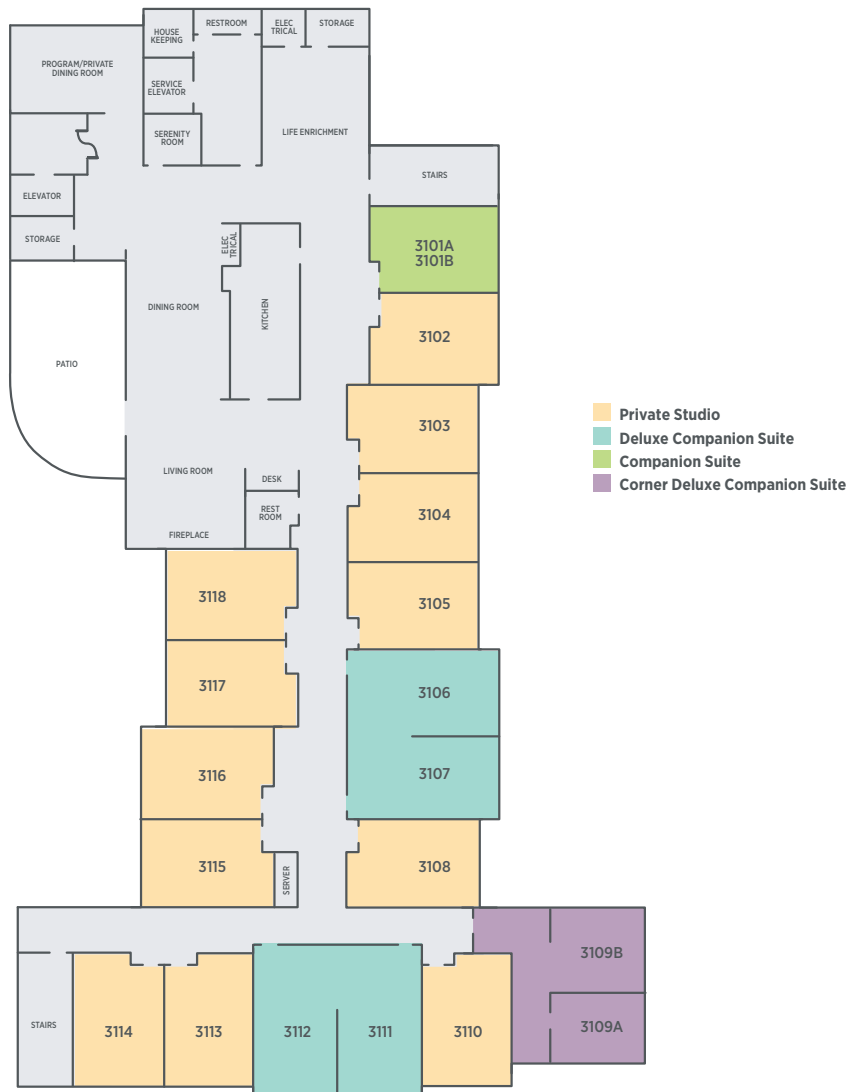 HOUSE
KEEPING
RESTROOM
ELEC
TRICAL
STORAGE
PROGRAM/PRIVATE
DINING ROOM
SERVICE
ELEVATOR
SERENITY
ROOM
LIFE ENRICHMENT
STAIRS
ELEVATOR
STORAGE
ELEC
TRICAL
3101A
3101B
DINING ROOM
KITCHEN
3102
PATIO
3103
Private Studio
Deluxe Companion Suite
Companion Suite
Corner Deluxe Companion Suite
LIVING ROOM
DESK
REST
ROOM
FIREPLACE
3104
3118
3105
3117
3106
3116
3107
3115
SERVER
3108
3109B
STAIRS
3114
3113
3112
3111
3110
3109A